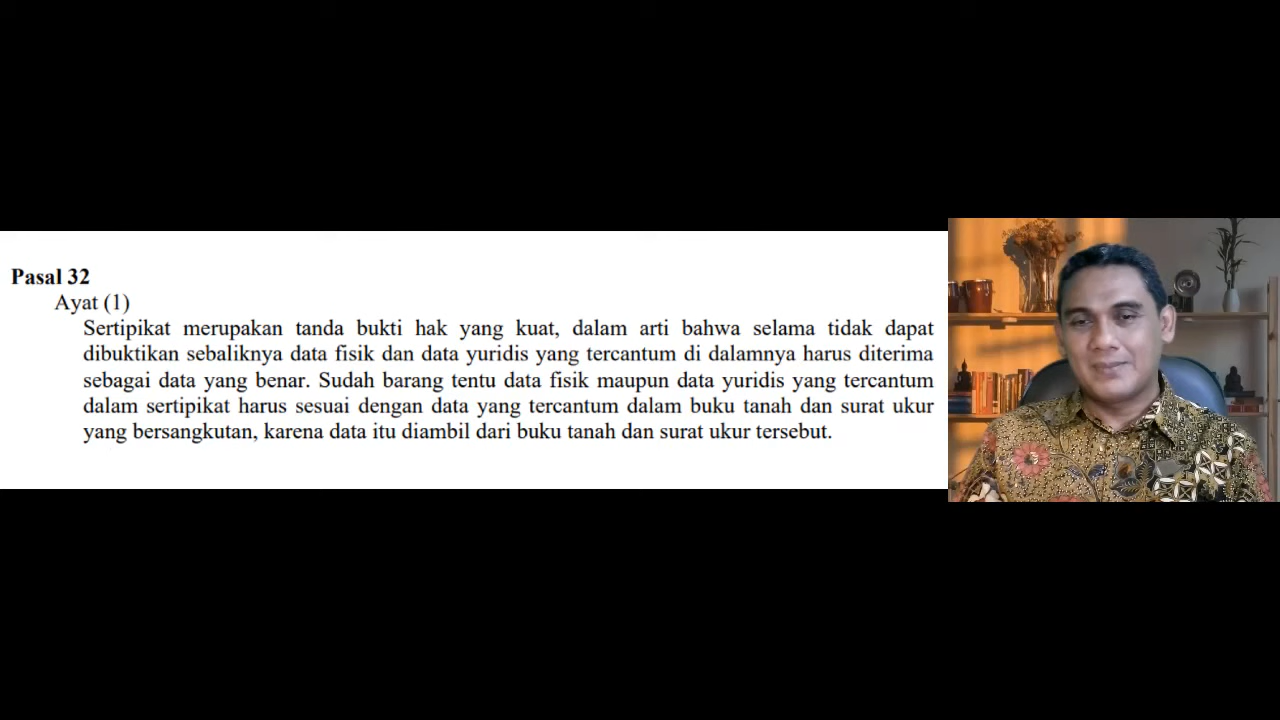 Pasal 32
Ayat (1)
Sertipikat merupakan tanda bukti hak yang kuat, dalam arti bahwa selama tidak dapat
dibuktikan sebaliknya data fisik dan data yuridis yang tercantum di dalamnya harus diterima
sebagai data yang benar. Sudah barang tentu data fisik maupun data yuridis yang tercantum
dalam sertipikat harus sesuai dengan data yang tercantum dalam buku tanah dan surat ukur
yang bersangkutan, karena data itu diambil dari buku tanah dan surat ukur tersebut.